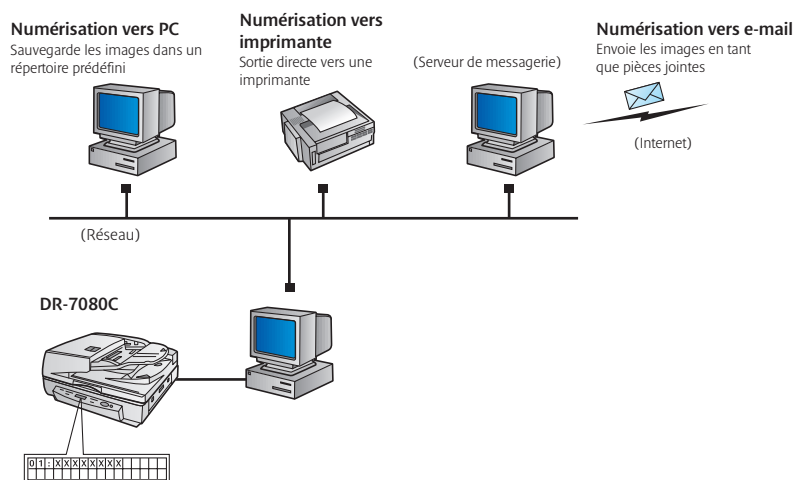 Numérisation vers PC
Sauvegarde les images dans un
répertoire prédéfini
Numérisation vers
imprimante
Sortie directe vers une
imprimante
(Serveur de messagerie)
Numérisation vers e-mail
Envoie les images en tant
que pièces jointes
(Internet)
(Réseau)
DR-7080C
01:XXXXXXXX